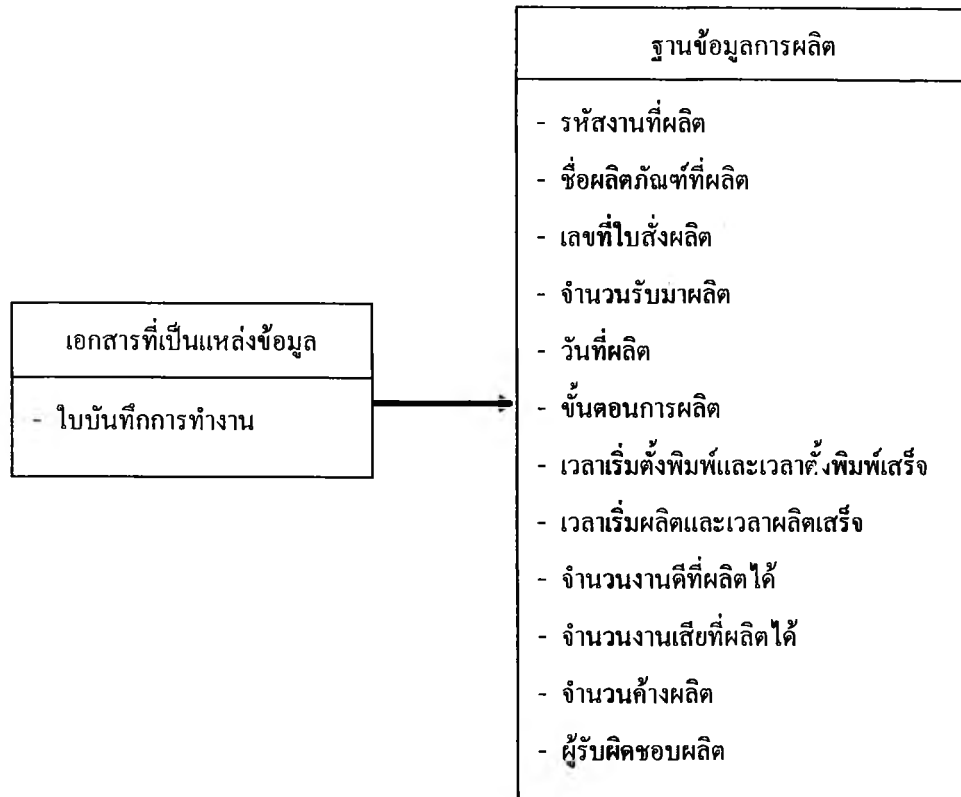 เอกสารที่เป็นแหล่งข้อมูล
- ใบบันทึกการทำงาน
ฐานข้อมูลการผลิต
- รหัสงานที่ผลิต
- ชื่อผลิตภัณฑ์ที่ผลิต
- เลขที่ใบสั่งผลิต
- จำนวนรับมาผลิต
- วันที่ผลิต
- ขั้นตอนการผลิต
- เวลาเริ่มตั้งพิมพ์และเวลาตั้งพิมพ์เสร็จ
- เวลาเริ่มผลิตและเวลาผลิตเสร็จ
- จำนวนงานดีที่ผลิตได้
- จำนวนงานเสียที่ผลิตได้
- จำนวนค้างผลิต
- ผู้รับผิดชอบผลิต